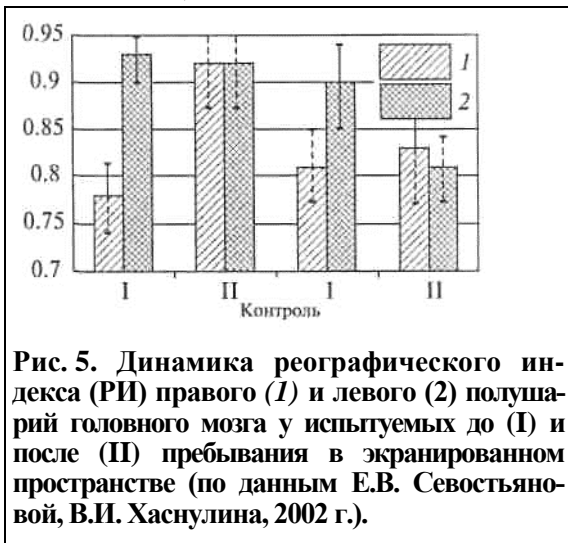 0.95
0.9
0.85
0.8
0.75
0.7
1
2
I II I II
Контроль
Рис. 5. Динамика реографического ин-
декса (РИ) правого (1) и левого (2) полуша-
рий головного мозга у испытуемых до (I) и
после (II) пребывания в экранированном
пространстве (по данным Е.В. Севостьяно-
вой, В.И. Хаснулина, 2002 г.).